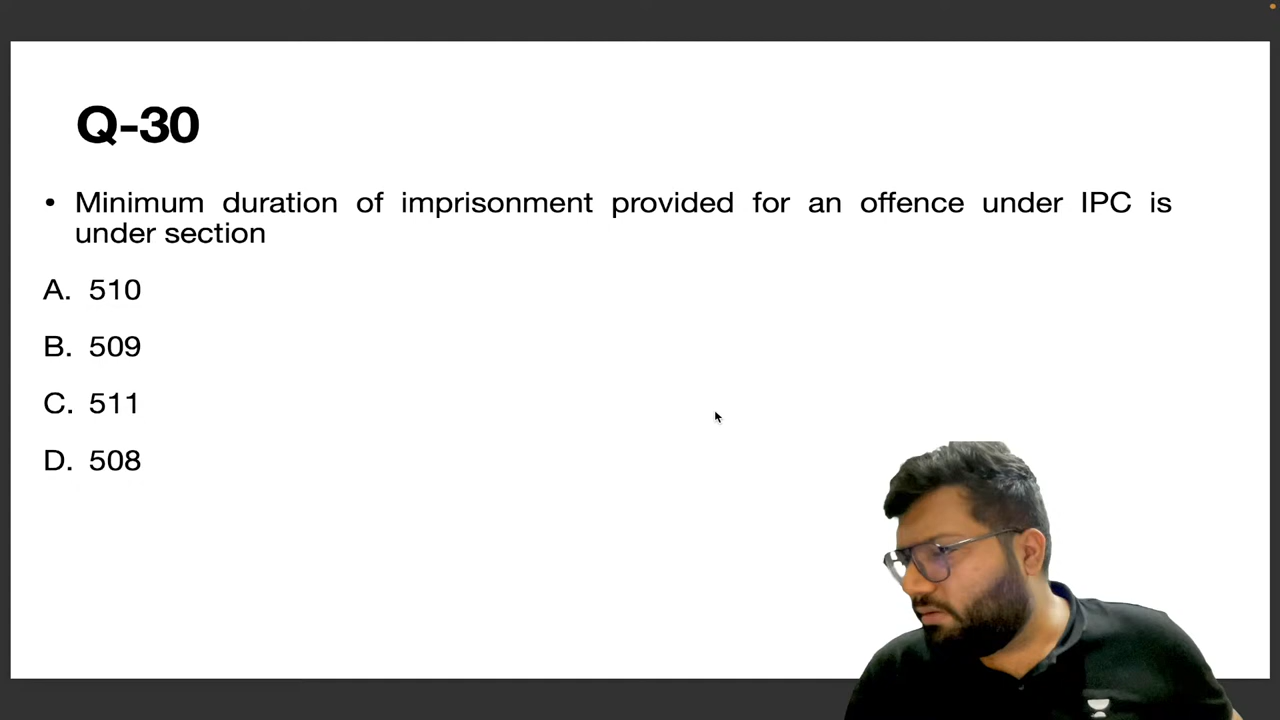 Q-30
• Minimum duration of imprisonment provided for an offence under IPC is
under section
A. 510
B. 509
C. 511
D. 508